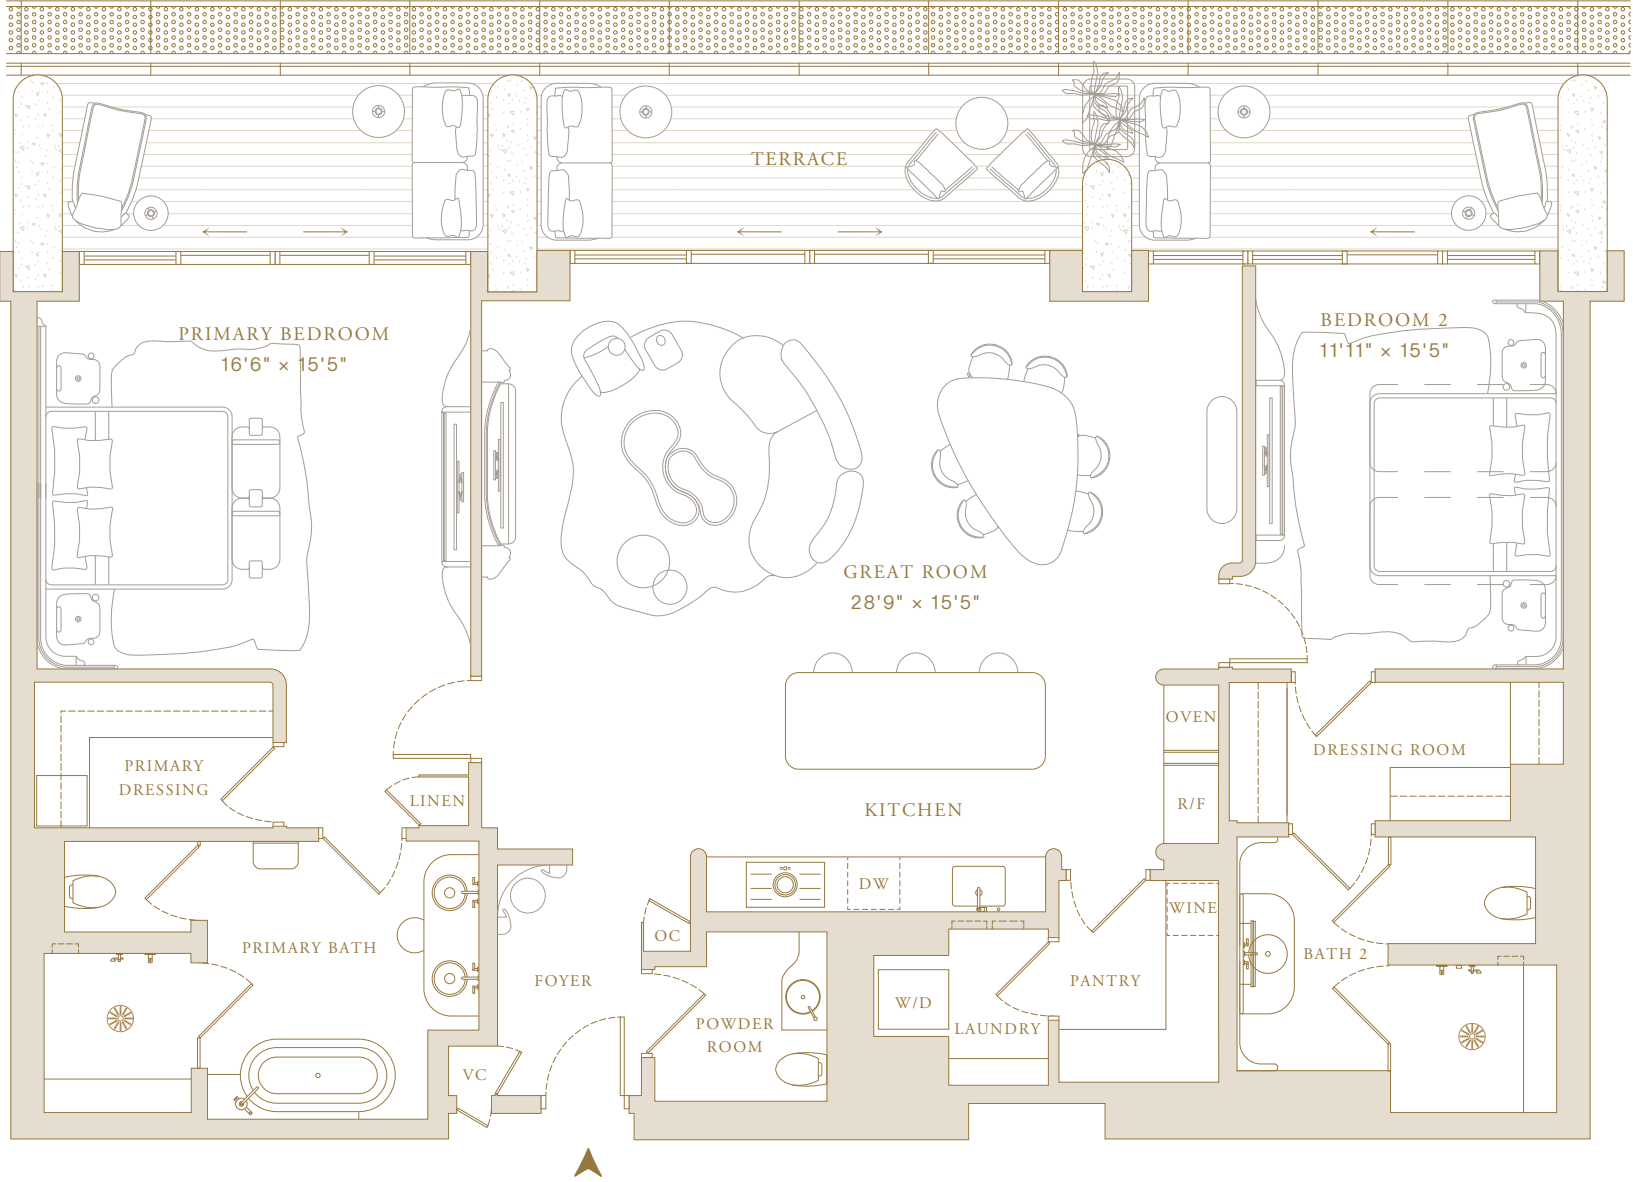 TERRACE
PRIMARY BEDROOM
16'6" × 15'5"
BEDROOM 2
11'11" × 15'5"
GREAT ROOM
28'9" × 15'5"
OVEN
DRESSING ROOM
PRIMARY
DRESSING
LINEN
KITCHEN
R/F
DW
WINE
OC
PRIMARY BATH
BATH 2
FOYER
PANTRY
W/D
LAUNDRY
POWDER
ROOM
VC